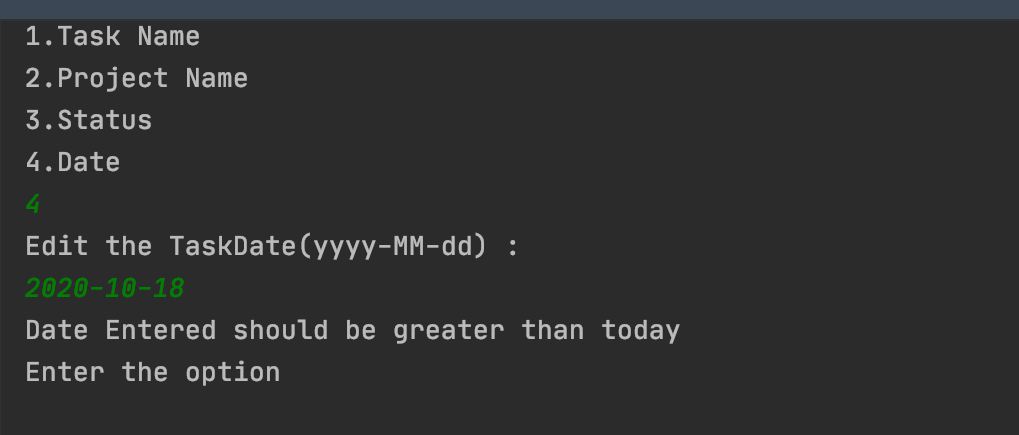 1.Task Name
2.Project Name
3.Status
4.Date
4
Edit the TaskDate(yyyy-MM-dd) :
2020-10-18
Date Entered should be greater than today
Enter the option